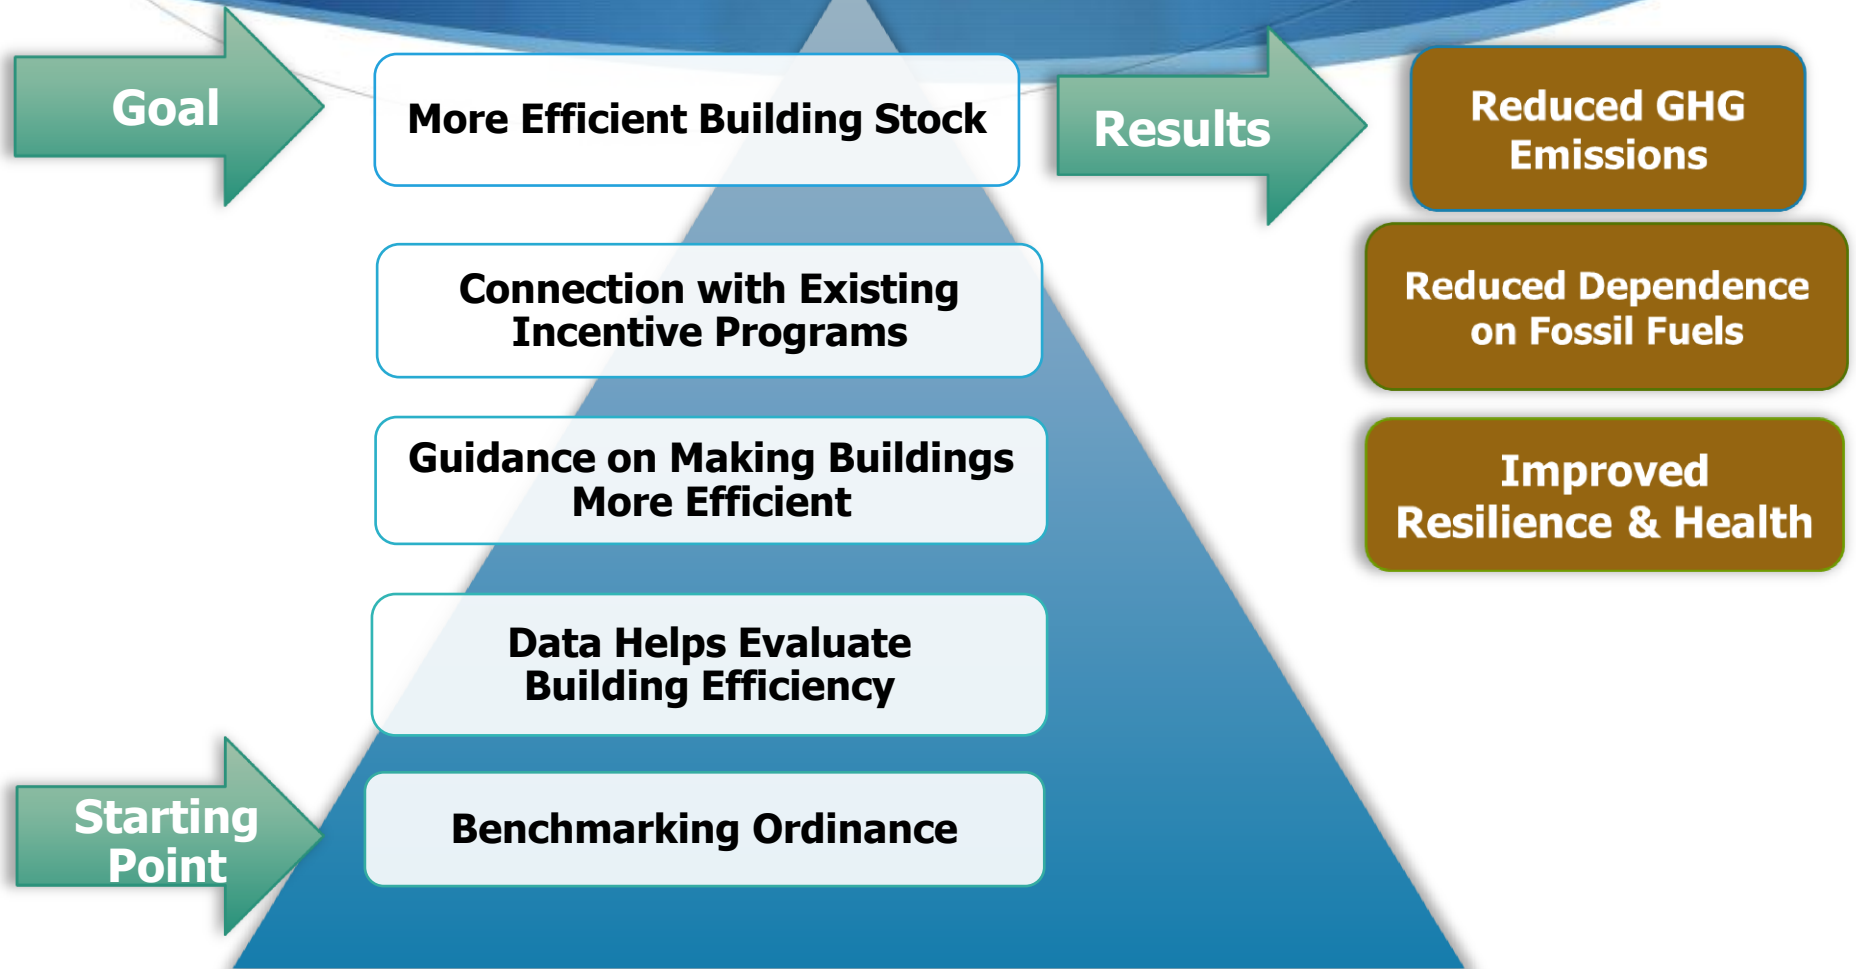 Goal
More Efficient Building Stock
Results
Reduced GHG
Emissions
Connection with Existing
Incentive Programs
Reduced Dependence
on Fossil Fuels
Guidance on Making Buildings
More Efficient
Improved
Resilience & Health
Data Helps Evaluate
Building Efficiency
Starting
Point
Benchmarking Ordinance